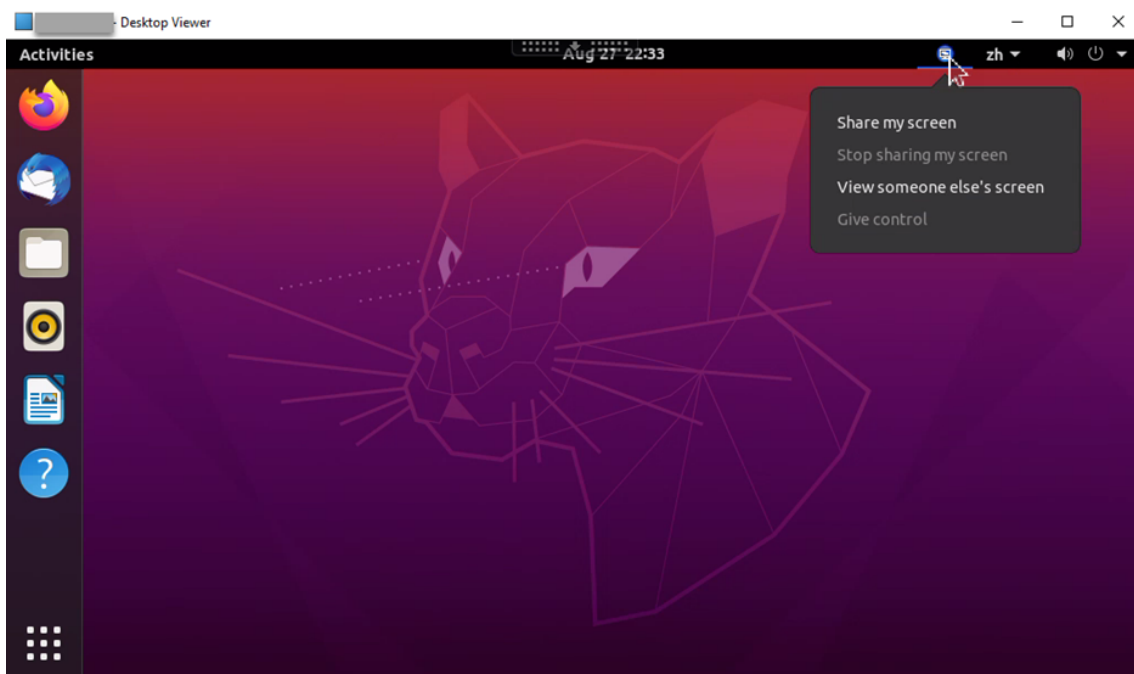 - Desktop Viewer
Activities
Aug 27 22:33
zh
Share my screen
Stop sharing my screen
View someone else's screen
Give control
?